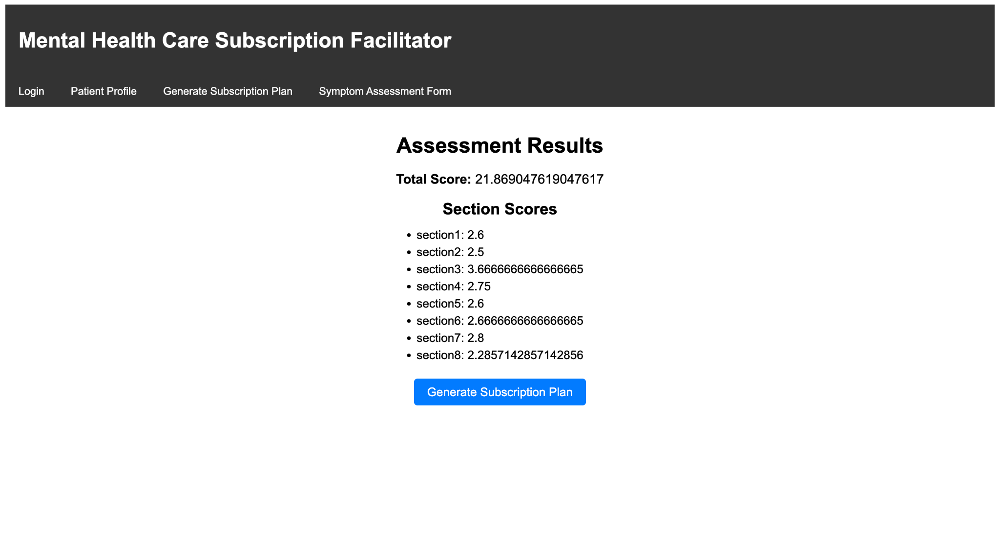 Mental Health Care Subscription Facilitator
Login Patient Profile Generate Subscription Plan Symptom Assessment Form
Assessment Results
Total Score: 21.869047619047617
Section Scores
• section1: 2.6
• section2: 2.5
• section3: 3.6666666666666665
• section4: 2.75
• section5: 2.6
• section6: 2.6666666666666665
• section7: 2.8
• section8: 2.2857142857142856
Generate Subscription Plan